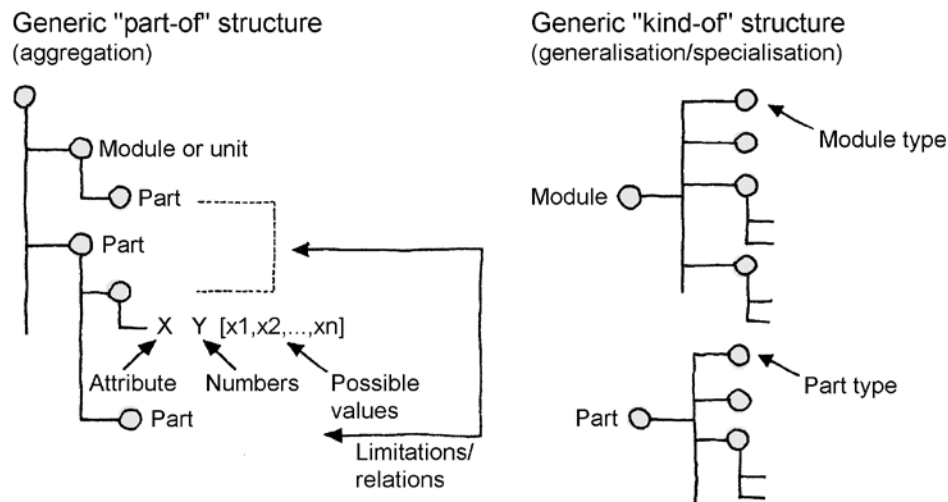 Generic "part-of" structure
(aggregation)
Module or unit
Part
Part
X Y [x1,x2,...,xn]
Attribute Numbers Possible
values
Part
Limitations/
relations
Generic "kind-of" structure
(generalisation/specialisation)
Module type
Module
Part type
Part